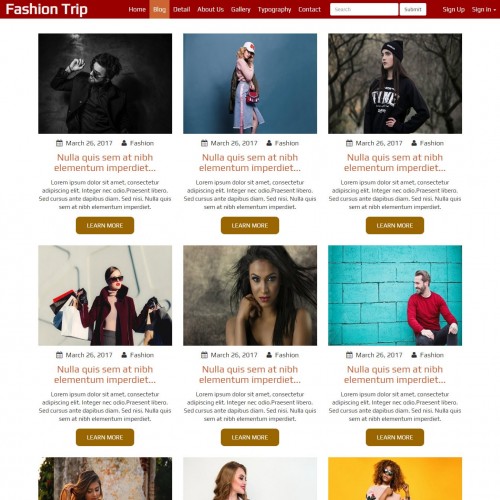 Fashion Trip Home Blog Detail About Us Gallery Typography Contact Search Submit Sign Up Sign in
March 26, 2017 Fashion
Nulla quis sem at nibh
elementum imperdiet...
Lorem ipsum dolor sit amet, consectetur
adipiscing elit. Integer nec odio.Praesent libero.
Sed cursus ante dapibus diam. Sed nisi. Nulla quis
sem at nibh elementum imperdiet.
LEARN MORE
March 26, 2017 Fashion
Nulla quis sem at nibh
elementum imperdiet...
Lorem ipsum dolor sit amet, consectetur
adipiscing elit. Integer nec odio.Praesent libero.
Sed cursus ante dapibus diam. Sed nisi. Nulla quis
sem at nibh elementum imperdiet.
LEARN MORE
March 26, 2017 Fashion
Nulla quis sem at nibh
elementum imperdiet...
Lorem ipsum dolor sit amet, consectetur
adipiscing elit. Integer nec odio.Praesent libero.
Sed cursus ante dapibus diam. Sed nisi. Nulla quis
sem at nibh elementum imperdiet.
LEARN MORE
March 26, 2017 Fashion
Nulla quis sem at nibh
elementum imperdiet...
Lorem ipsum dolor sit amet, consectetur
adipiscing elit. Integer nec odio.Praesent libero.
Sed cursus ante dapibus diam. Sed nisi. Nulla quis
sem at nibh elementum imperdiet.
LEARN MORE
March 26, 2017 Fashion
Nulla quis sem at nibh
elementum imperdiet...
Lorem ipsum dolor sit amet, consectetur
adipiscing elit. Integer nec odio.Praesent libero.
Sed cursus ante dapibus diam. Sed nisi. Nulla quis
sem at nibh elementum imperdiet.
LEARN MORE
March 26, 2017 Fashion
Nulla quis sem at nibh
elementum imperdiet...
Lorem ipsum dolor sit amet, consectetur
adipiscing elit. Integer nec odio.Praesent libero.
Sed cursus ante dapibus diam. Sed nisi. Nulla quis
sem at nibh elementum imperdiet.
LEARN MORE